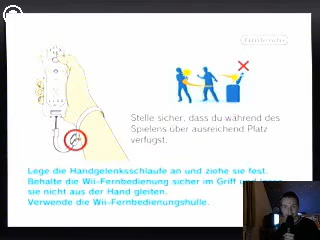 Stelle sicher, dass du während des
Spielens über ausreichend Platz
verfügst.
Lege die Handgelenksschlaufe an und ziehe sie fest.
Behalte die Wii-Fernbedienung sicher im Griff und lasse
sie nicht aus der Hand gleiten.
Verwende die Wii-Fernbedienungshülle.